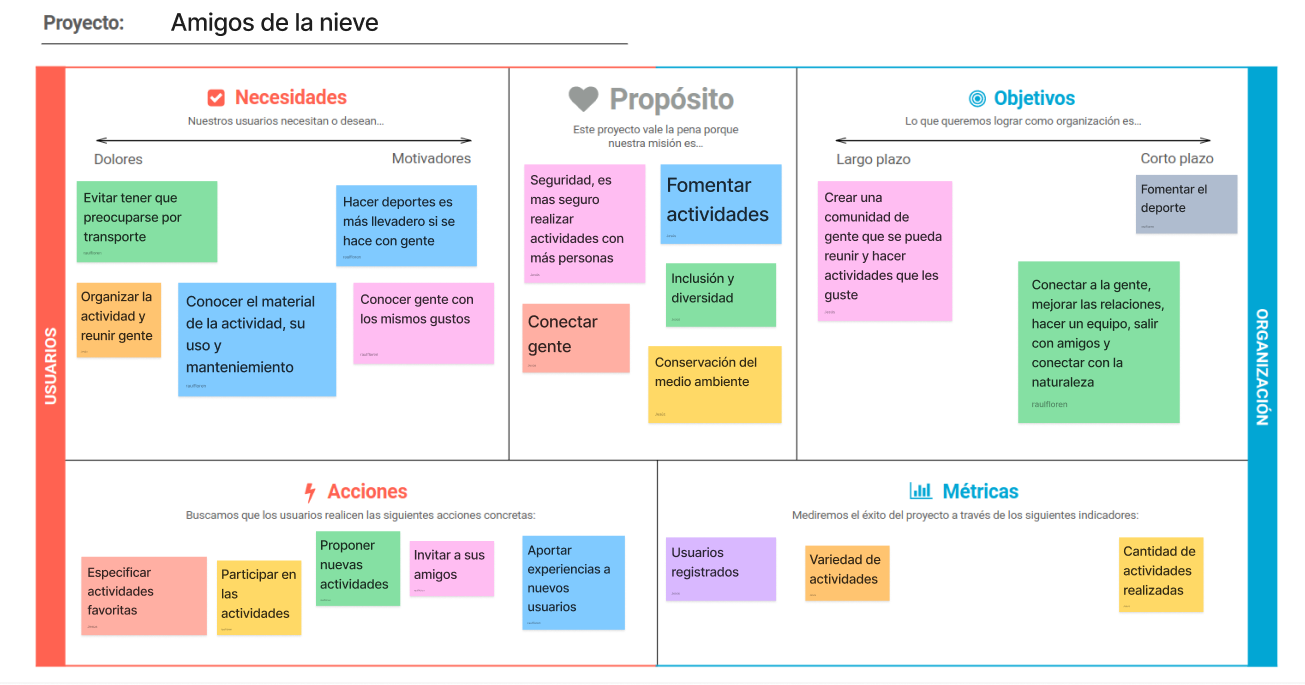 Proyecto: Amigos de la nieve
USUARIOS
Necesidades
Nuestros usuarios necesitan o desean...
Dolores
Motivadores
Evitar tener que
preocuparse por
transporte
raulfloren
Hacer deportes es
más llevadero si se
hace con gente
raulfloren
Organizar la
actividad y
reunir gente
Conocer el material
de la actividad, su
uso y
manteniemiento
raulfloren
Conocer gente con
los mismos gustos
raulfloren
Propósito
Este proyecto vale la pena porque
nuestra misión es...
Seguridad, es
mas seguro
realizar
actividades con
más personas
Fomentar
actividades
Inclusión y
diversidad
Conectar
gente
Conservación del
medio ambiente
Objetivos
Lo que queremos lograr como organización es...
Largo plazo
Corto plazo
Crear una
comunidad de
gente que se pueda
reunir y hacer
actividades que les
guste
Fomentar el
deporte
Conectar a la gente,
mejorar las relaciones,
hacer un equipo, salir
con amigos y
conectar con la
naturaleza
raulfloren
ORGANIZACIÓN
Acciones
Buscamos que los usuarios realicen las siguientes acciones concretas:
Especificar
actividades
favoritas
Participar en
las
actividades
Proponer
nuevas
actividades
Invitar a sus
amigos
Aportar
experiencias a
nuevos
usuarios
raulfloren
Métricas
Mediremos el éxito del proyecto a través de los siguientes indicadores:
Usuarios
registrados
Variedad de
actividades
Cantidad de
actividades
realizadas